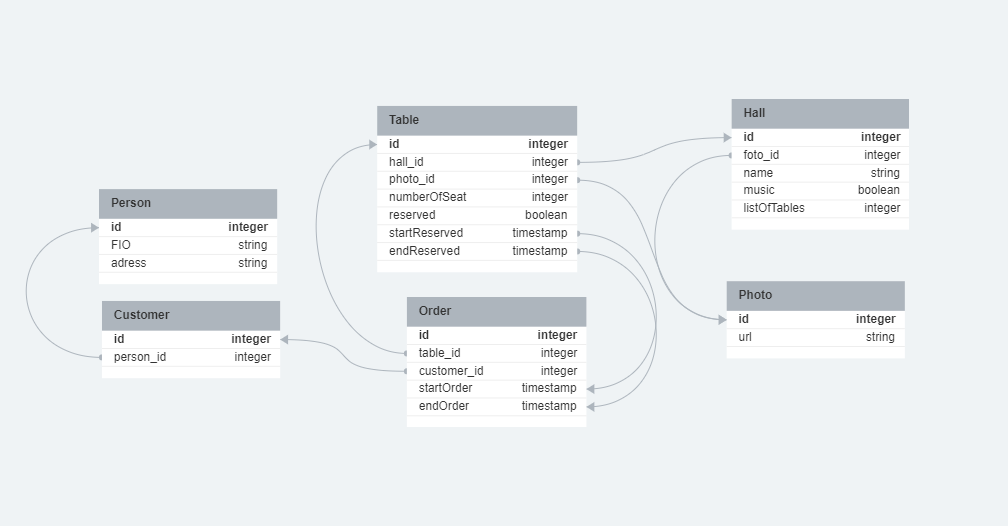 Person
id integer
FIO string
adress string
Customer
id integer
person_id integer
Table
id integer
hall_id integer
photo_id integer
numberOfSeat integer
reserved boolean
startReserved timestamp
endReserved timestamp
Order
id integer
table_id integer
customer_id integer
startOrder timestamp
endOrder timestamp
Hall
id integer
foto_id integer
name string
music boolean
listOfTables integer
Photo
id integer
url string